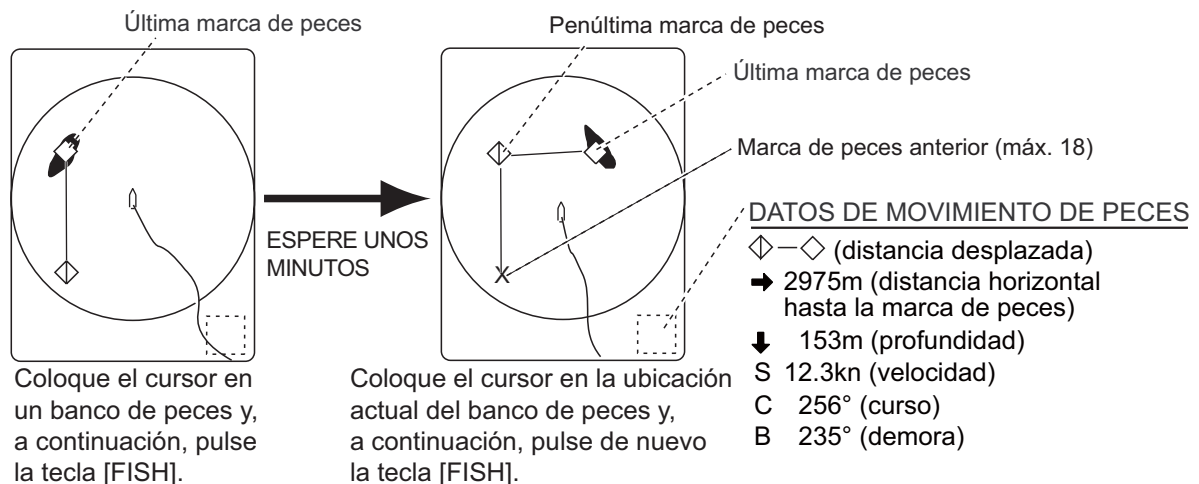 Última marca de peces
Penúltima marca de peces
Última marca de peces
Marca de peces anterior (máx. 18)
ESPERE UNOS
MINUTOS
X
DATOS DE MOVIMIENTO DE PECES
(distancia desplazada)
2975m (distancia horizontal
hasta la marca de peces)
153m (profundidad)
S 12.3kn (velocidad)
C 256° (curso)
B 235° (demora)
Coloque el cursor en
un banco de peces y,
a continuación, pulse
la tecla [FISH].
Coloque el cursor en la ubicación
actual del banco de peces y,
a continuación, pulse de nuevo
la tecla [FISH].